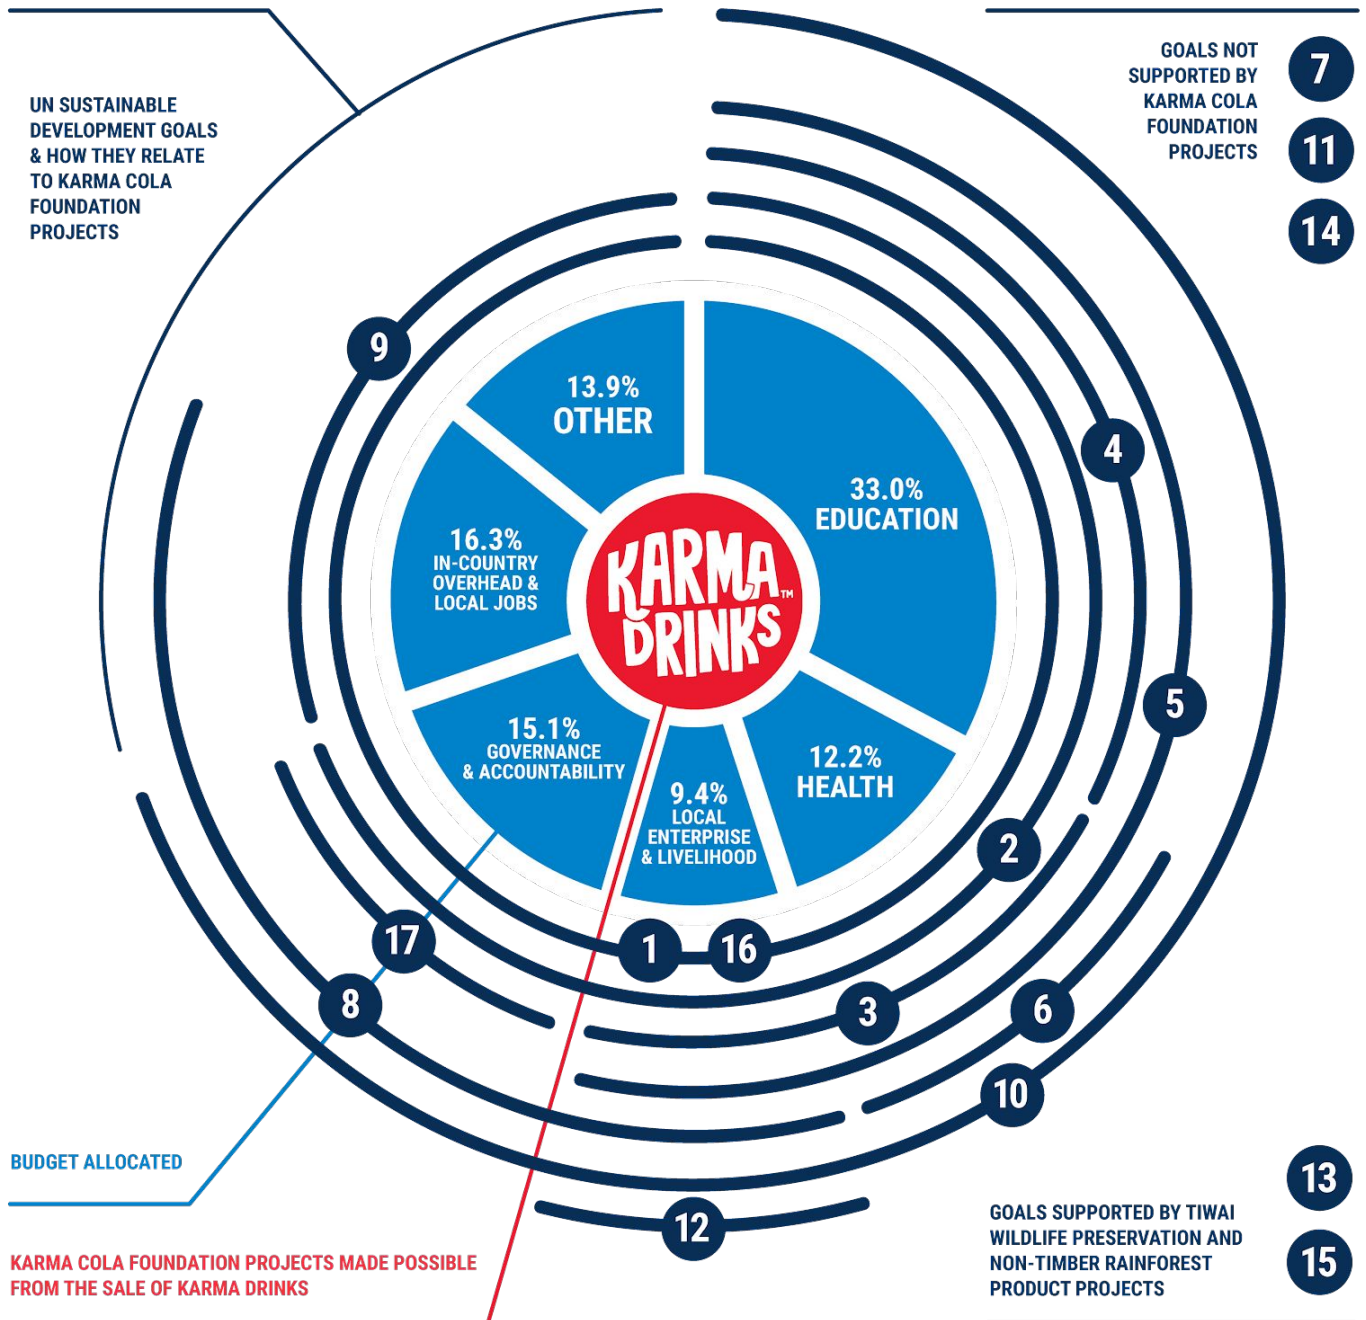 UN SUSTAINABLE
DEVELOPMENT GOALS
& HOW THEY RELATE
TO KARMA COLA
FOUNDATION
PROJECTS
GOALS NOT
SUPPORTED BY
KARMA COLA
FOUNDATION
PROJECTS
7
11
14
9
4
5
2
1
16
17
8
3
6
10
12
13.9%
OTHER
33.0%
EDUCATION
16.3%
IN-COUNTRY
OVERHEAD &
LOCAL JOBS
KARMA
DRINKS
TM
15.1%
GOVERNANCE
& ACCOUNTABILITY
9.4%
LOCAL
ENTERPRISE
& LIVELIHOOD
12.2%
HEALTH
BUDGET ALLOCATED
KARMA COLA FOUNDATION PROJECTS MADE POSSIBLE
FROM THE SALE OF KARMA DRINKS
GOALS SUPPORTED BY TIWAI
WILDLIFE PRESERVATION AND
NON-TIMBER RAINFOREST
PRODUCT PROJECTS
13
15